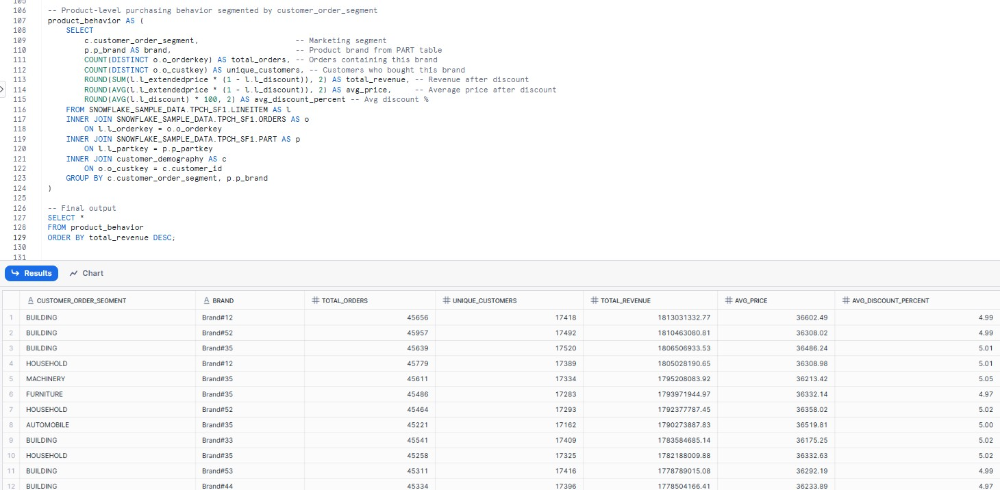 105
106 -- Product-level purchasing behavior segmented by customer_order_segment
107 product_behavior AS (
108 SELECT
109 c.customer_order_segment, -- Marketing segment
110 p.p_brand AS brand, -- Product brand from PART table
111 COUNT(DISTINCT o.o_orderkey) AS total_orders, -- Orders containing this brand
112 COUNT(DISTINCT o.o_custkey) AS unique_customers, -- Customers who bought this brand
113 ROUND(SUM(l.l_extendedprice * (1 - l.l_discount)), 2) AS total_revenue, -- Revenue after discount
114 ROUND(AVG(l.l_extendedprice * (1 - l.l_discount)), 2) AS avg_price, -- Average price after discount
115 ROUND(AVG(l.l_discount) * 100, 2) AS avg_discount_percent -- Avg discount %
116 FROM SNOWFLAKE_SAMPLE_DATA.TPCH_SF1.LINEITEM AS l
117 INNER JOIN SNOWFLAKE_SAMPLE_DATA.TPCH_SF1.ORDERS AS o
118 ON l.l_orderkey = o.o_orderkey
119 INNER JOIN SNOWFLAKE_SAMPLE_DATA.TPCH_SF1.PART AS p
120 ON l.l_partkey = p.p_partkey
121 INNER JOIN customer_demography AS c
122 ON o.o_custkey = c.customer_id
123 GROUP BY c.customer_order_segment, p.p_brand
124 )
125
126 -- Final output
127 SELECT *
128 FROM product_behavior
129 ORDER BY total_revenue DESC;
130
131
Results Chart
CUSTOMER_ORDER_SEGMENT BRAND TOTAL_ORDERS UNIQUE_CUSTOMERS TOTAL_REVENUE AVG_PRICE AVG_DISCOUNT_PERCENT
1 BUILDING Brand#12 45656 17418 1813031332.77 36602.49 4.99
2 BUILDING Brand#52 45957 17492 1810463080.81 36308.02 4.99
3 BUILDING Brand#35 45639 17520 1806506933.53 36486.24 5.01
4 HOUSEHOLD Brand#12 45779 17389 1805028190.65 36308.98 5.01
5 MACHINERY Brand#35 45611 17334 1795208083.92 36213.42 5.05
6 FURNITURE Brand#35 45486 17283 1793971944.97 36332.14 4.97
7 HOUSEHOLD Brand#52 45464 17293 1792377787.45 36358.02 5.02
8 AUTOMOBILE Brand#35 45221 17162 1790273887.83 36519.81 5.00
9 BUILDING Brand#33 45541 17409 1783584685.14 36175.25 5.02
10 HOUSEHOLD Brand#35 45258 17325 1782188009.88 36332.63 5.02
11 BUILDING Brand#53 45311 17416 1778789015.08 36292.19 4.99
12 BUILDING Brand#44 45334 17396 1778504166.41 36233.89 4.97